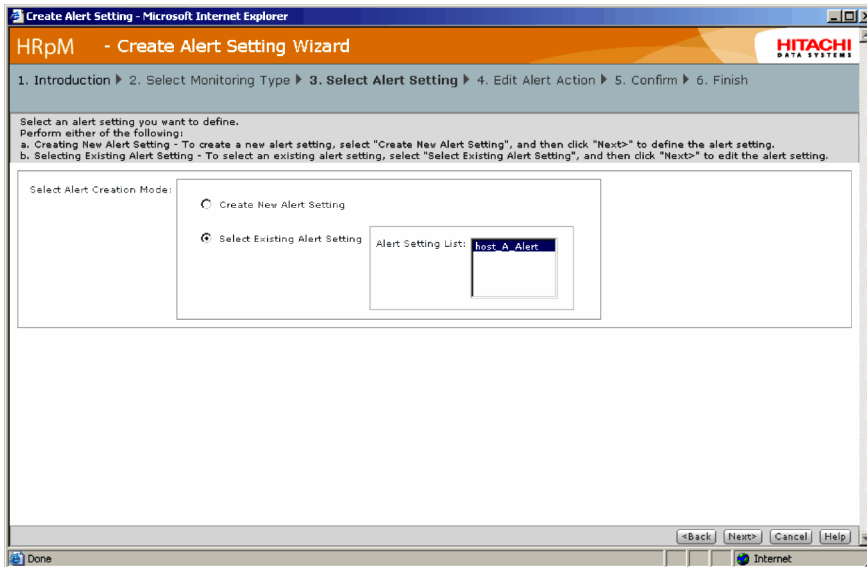 Create Alert Setting - Microsoft Internet Explorer
HRpM - Create Alert Setting Wizard
HITACHI
DATA SYSTEMS
1. Introduction 2. Select Monitoring Type 3. Select Alert Setting 4. Edit Alert Action 5. Confirm 6. Finish
Select an alert setting you want to define.
Perform either of the following:
a. Creating New Alert Setting - To create a new alert setting, select "Create New Alert Setting", and then click "Next>" to define the alert setting.
b. Selecting Existing Alert Setting - To select an existing alert setting, select "Select Existing Alert Setting", and then click "Next>" to edit the alert setting.
Select Alert Creation Mode:
Create New Alert Setting
Select Existing Alert Setting
Alert Setting List:
host_A_Alert
<Back Next> Cancel Help
Done Internet